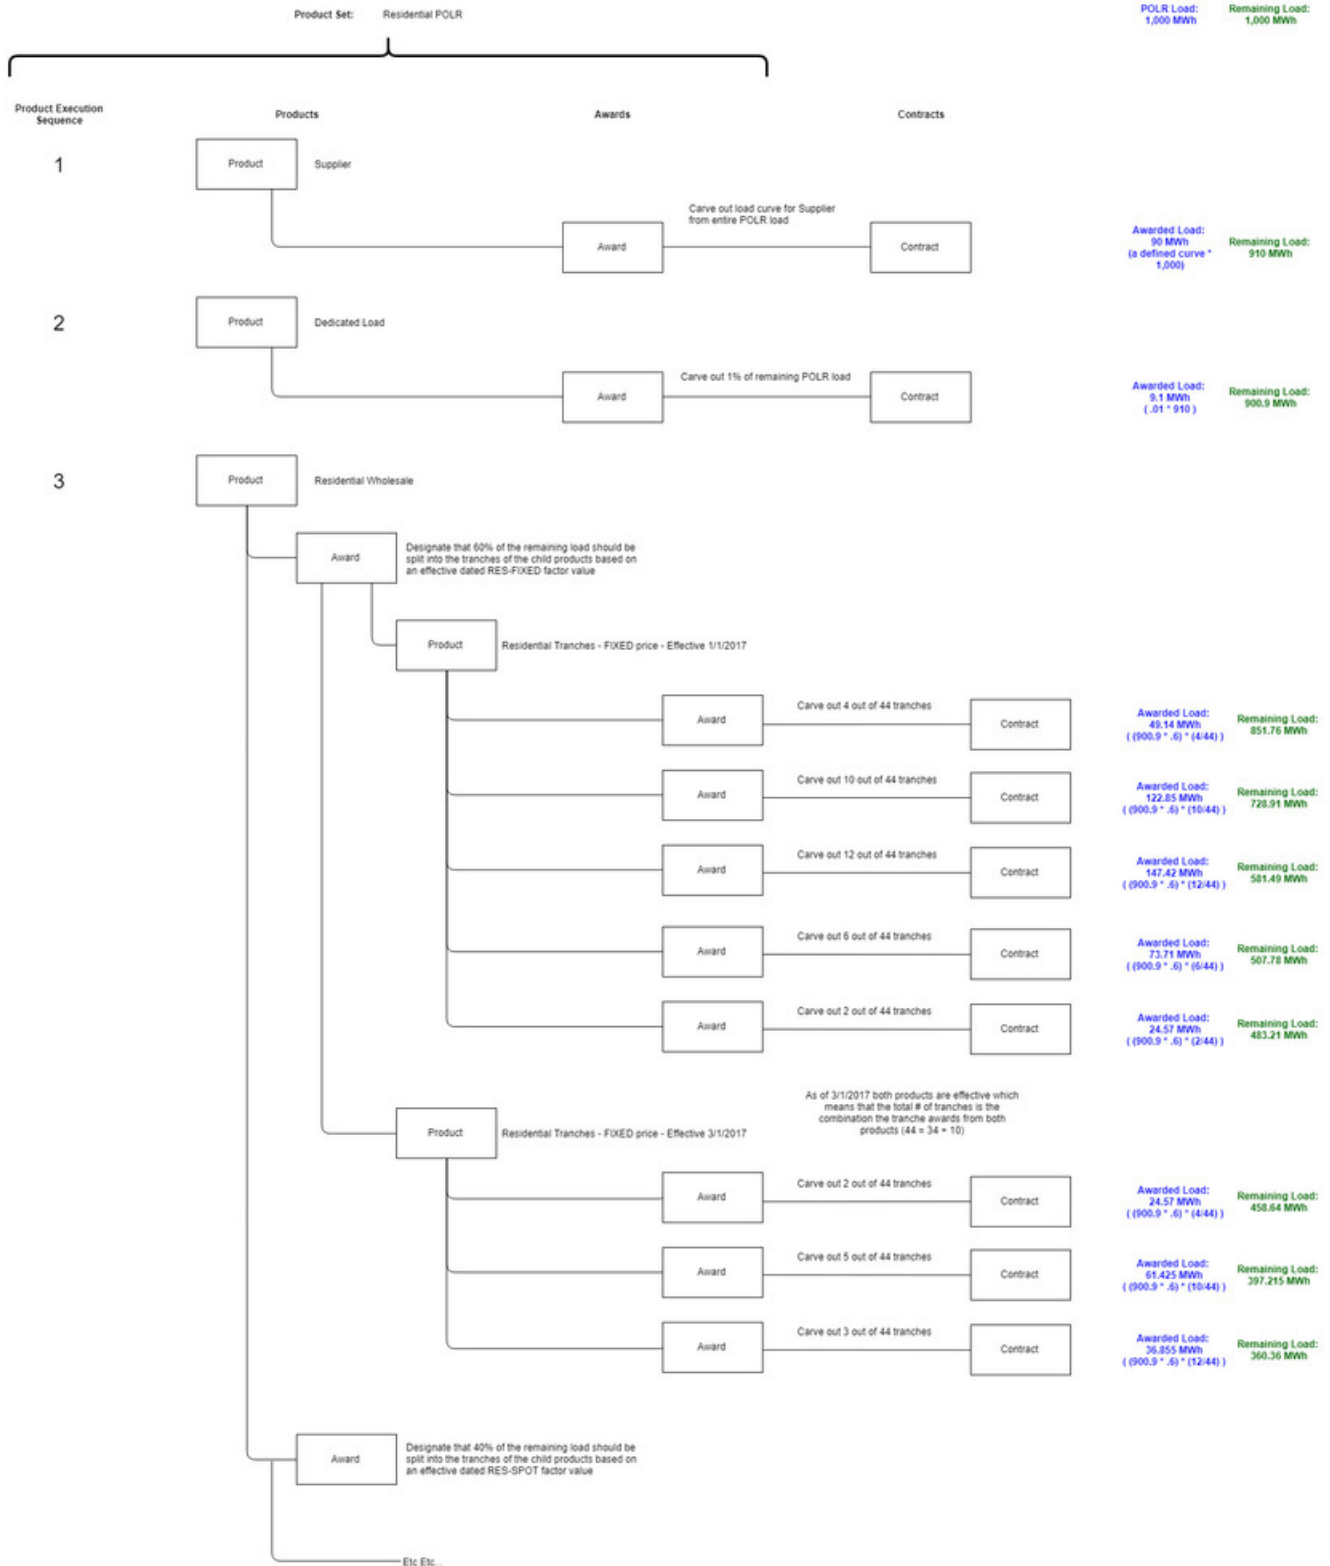 Product Set: Residential POLR
POLR Load: Remaining Load:
1,000 MWh 1,000 MWh
Product Execution
Sequence
Products
Awards
Contracts
1
Product
Supplier
Carve out load curve for Supplier
from entire POLR load
Award
Contract
Awarded Load:
90 MWh
(a defined curve *
1,000)
Remaining Load:
910 MWh
2
Product
Dedicated Load
Carve out 1% of remaining POLR load
Award
Contract
Awarded Load:
9.1 MWh
( .01 * 910 )
Remaining Load:
900.9 MWh
3
Product
Residential Wholesale
Award
Designate that 60% of the remaining load should be
split into the tranches of the child products based on
an effective dated RES-FIXED factor value
Product
Residential Tranches - FIXED price - Effective 1/1/2017
Award
Carve out 4 out of 44 tranches
Contract
Awarded Load:
49.14 MWh
( (900.9 * .6) * (4/44) )
Remaining Load:
851.76 MWh
Award
Carve out 10 out of 44 tranches
Contract
Awarded Load:
122.85 MWh
( (900.9 * .6) * (10/44) )
Remaining Load:
728.91 MWh
Award
Carve out 12 out of 44 tranches
Contract
Awarded Load:
147.42 MWh
( (900.9 * .6) * (12/44) )
Remaining Load:
581.49 MWh
Award
Carve out 6 out of 44 tranches
Contract
Awarded Load:
73.71 MWh
( (900.9 * .6) * (6/44) )
Remaining Load:
507.78 MWh
Award
Carve out 2 out of 44 tranches
Contract
Awarded Load:
24.57 MWh
( (900.9 * .6) * (2/44) )
Remaining Load:
483.21 MWh
As of 3/1/2017 both products are effective which
means that the total # of tranches is the
combination the tranche awards from both
products (44 = 34 + 10)
Product
Residential Tranches - FIXED price - Effective 3/1/2017
Award
Carve out 2 out of 44 tranches
Contract
Awarded Load:
24.57 MWh
( (900.9 * .6) * (4/44) )
Remaining Load:
458.64 MWh
Award
Carve out 5 out of 44 tranches
Contract
Awarded Load:
61.425 MWh
( (900.9 * .6) * (10/44) )
Remaining Load:
397.215 MWh
Award
Carve out 3 out of 44 tranches
Contract
Awarded Load:
36.855 MWh
( (900.9 * .6) * (12/44) )
Remaining Load:
360.36 MWh
Award
Designate that 40% of the remaining load should be
split into the tranches of the child products based on
an effective dated RES-SPOT factor value
Etc Etc...